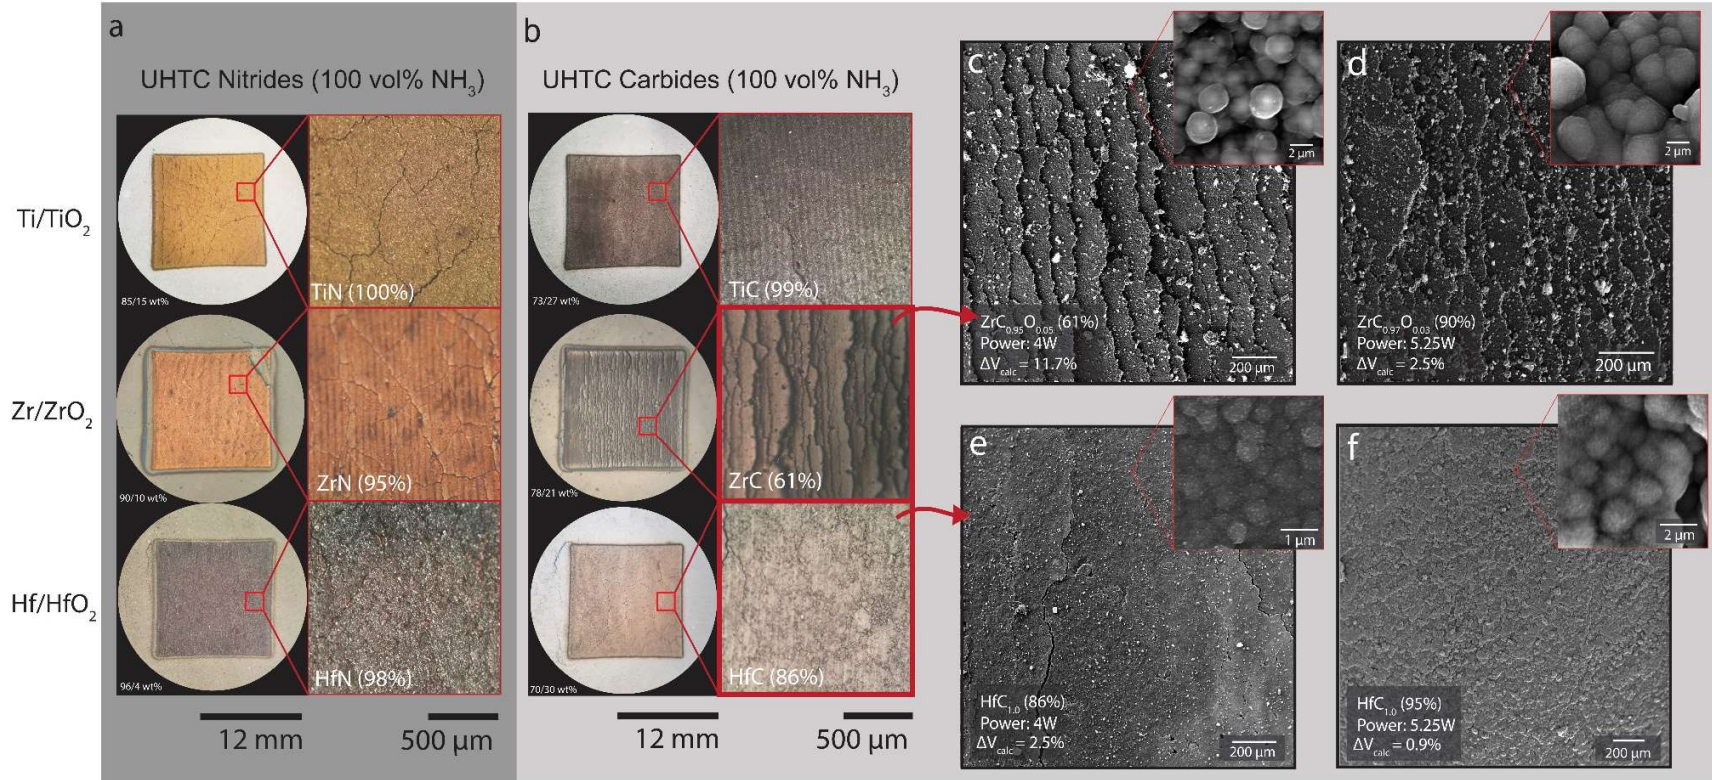 a
UHTC Nitrides (100 vol% NH₃)
Ti/TiO₂
85/15 wt%
TiN (100%)
Zr/ZrO₂
90/10 wt%
ZrN (95%)
Hf/HfO₂
96/4 wt%
HfN (98%)
12 mm
500 µm
b
UHTC Carbides (100 vol% NH₃)
73/27 wt%
TiC (99%)
78/21 wt%
ZrC (61%)
70/30 wt%
HfC (86%)
12 mm
500 µm
c
2 µm
ZrC₀.₉₅O₀.₀₅ (61%)
Power: 4W
ΔVcalc = 11.7%
200 µm
d
2 µm
ZrC₀.₉₇O₀.₀₃ (90%)
Power: 5.25W
ΔVcalc = 2.5%
200 µm
e
1 µm
HfC₁.₀ (86%)
Power: 4W
ΔVcalc = 2.5%
200 µm
f
2 µm
HfC₁.₀ (95%)
Power: 5.25W
ΔVcalc = 0.9%
200 µm